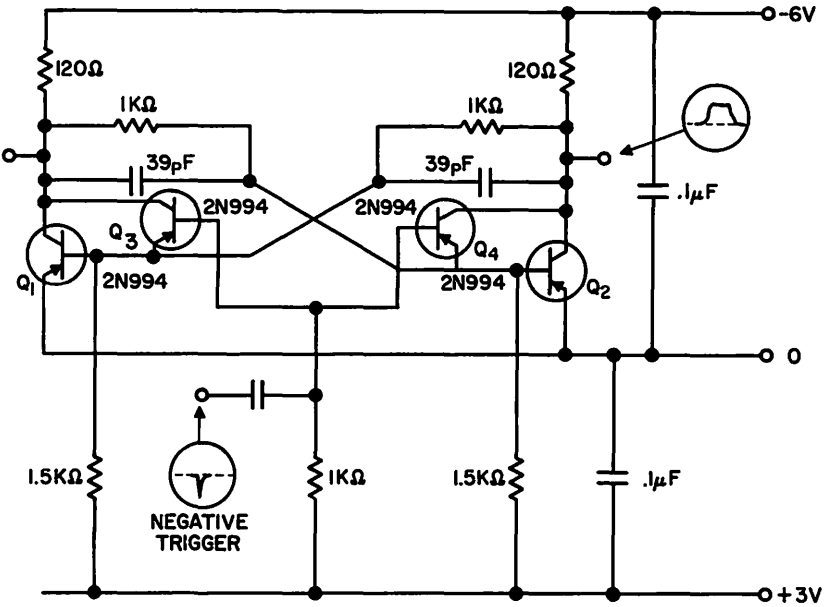 -6V
120Ω
120Ω
1KΩ
1KΩ
39pF
39pF
.1µF
2N994
2N994
Q3
Q4
Q1
2N994
2N994
Q2
0
1.5KΩ
1KΩ
1.5KΩ
.1µF
NEGATIVE
TRIGGER
+3V